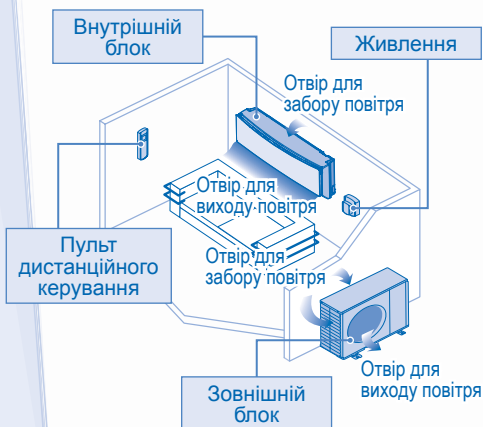 Внутрішній
блок
Живлення
Отвір для
забору повітря
Отвір для
виходу повітря
Пульт
дистанційного
керування
Отвір для
забору повітря
Отвір для
виходу повітря
Зовнішній
блок